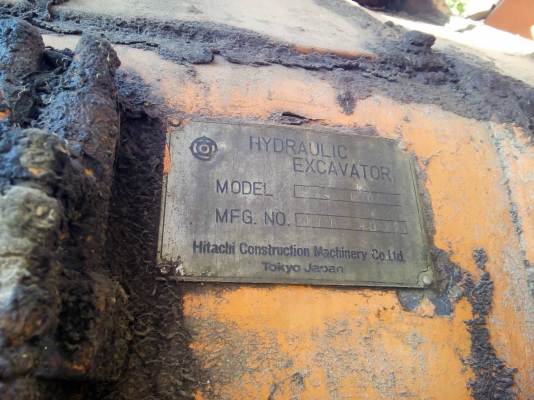 HYDRAULIC
EXCAVATOR
MODEL
MFG. NO.
Hitachi Construction Machinery Co.Ltd.
Tokyo Japan